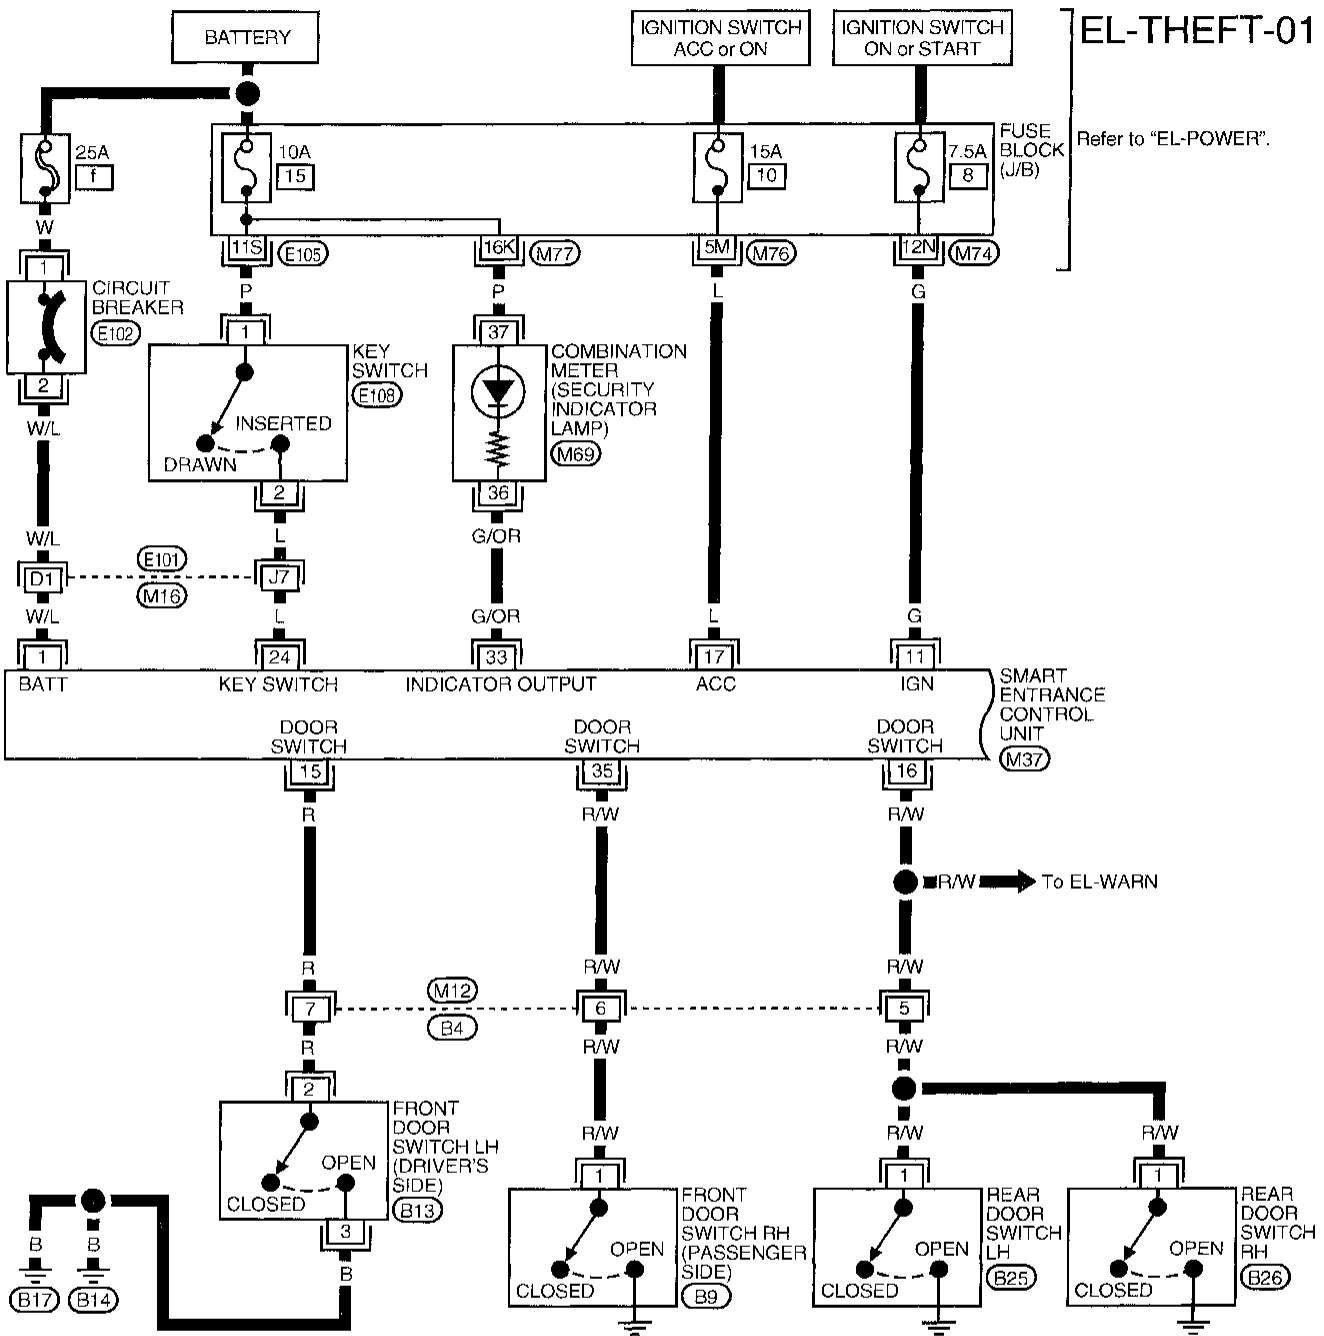 EL-THEFT-01
BATTERY
IGNITION SWITCH
ACC or ON
IGNITION SWITCH
ON or START
25A
f
10A
15
15A
10
7.5A
8
FUSE
BLOCK
(J/B)
Refer to "EL-POWER".
W
11S
E105
16K
M77
5M
M76
12N
M74
1
CIRCUIT
BREAKER
E102
2
P
P
L
G
1
KEY
SWITCH
E108
INSERTED
DRAWN
2
37
COMBINATION
METER
(SECURITY
INDICATOR
LAMP)
M69
36
W/L
L
G/OR
W/L
D1
E101
M16
J7
W/L
L
G/OR
L
G
1
24
33
17
11
BATT
KEY SWITCH
INDICATOR OUTPUT
ACC
IGN
SMART
ENTRANCE
CONTROL
UNIT
M37
DOOR
SWITCH
DOOR
SWITCH
DOOR
SWITCH
15
35
16
R
R/W
R/W
R/W
To EL-WARN
R
R/W
R/W
7
M12
B4
6
5
R
R/W
R/W
2
FRONT
DOOR
SWITCH LH
(DRIVER'S
SIDE)
B13
OPEN
CLOSED
3
R/W
R/W
R/W
1
1
1
FRONT
DOOR
SWITCH RH
(PASSENGER
SIDE)
B9
OPEN
CLOSED
REAR
DOOR
SWITCH
LH
B25
OPEN
CLOSED
REAR
DOOR
SWITCH
RH
B26
OPEN
CLOSED
B
B
B
B17
B14